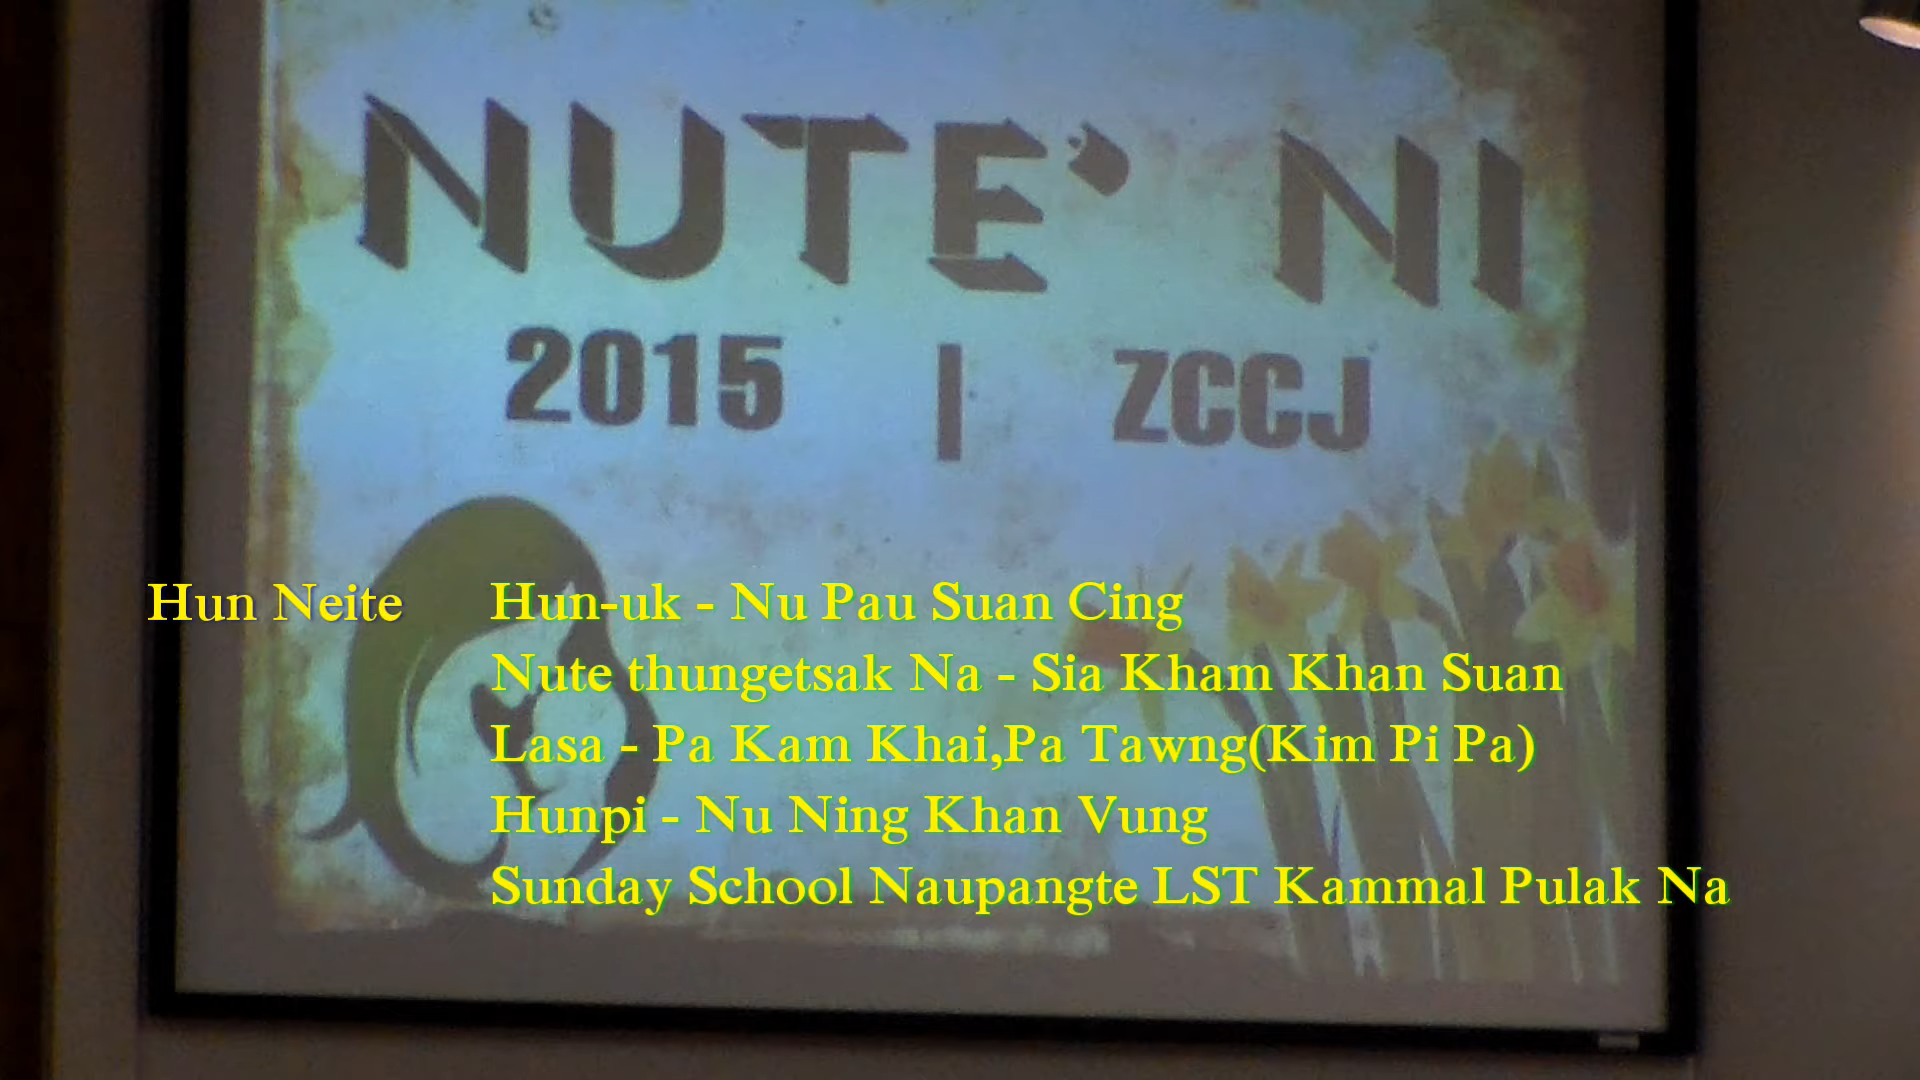 NUTE' NI
2015 | ZCCJ
Hun Neite
Hun-uk - Nu Pau Suan Cing
Nute thungetsak Na - Sia Kham Khan Suan
Lasa - Pa Kam Khai,Pa Tawng(Kim Pi Pa)
Hunpi - Nu Ning Khan Vung
Sunday School Naupangte LST Kammal Pulak Na